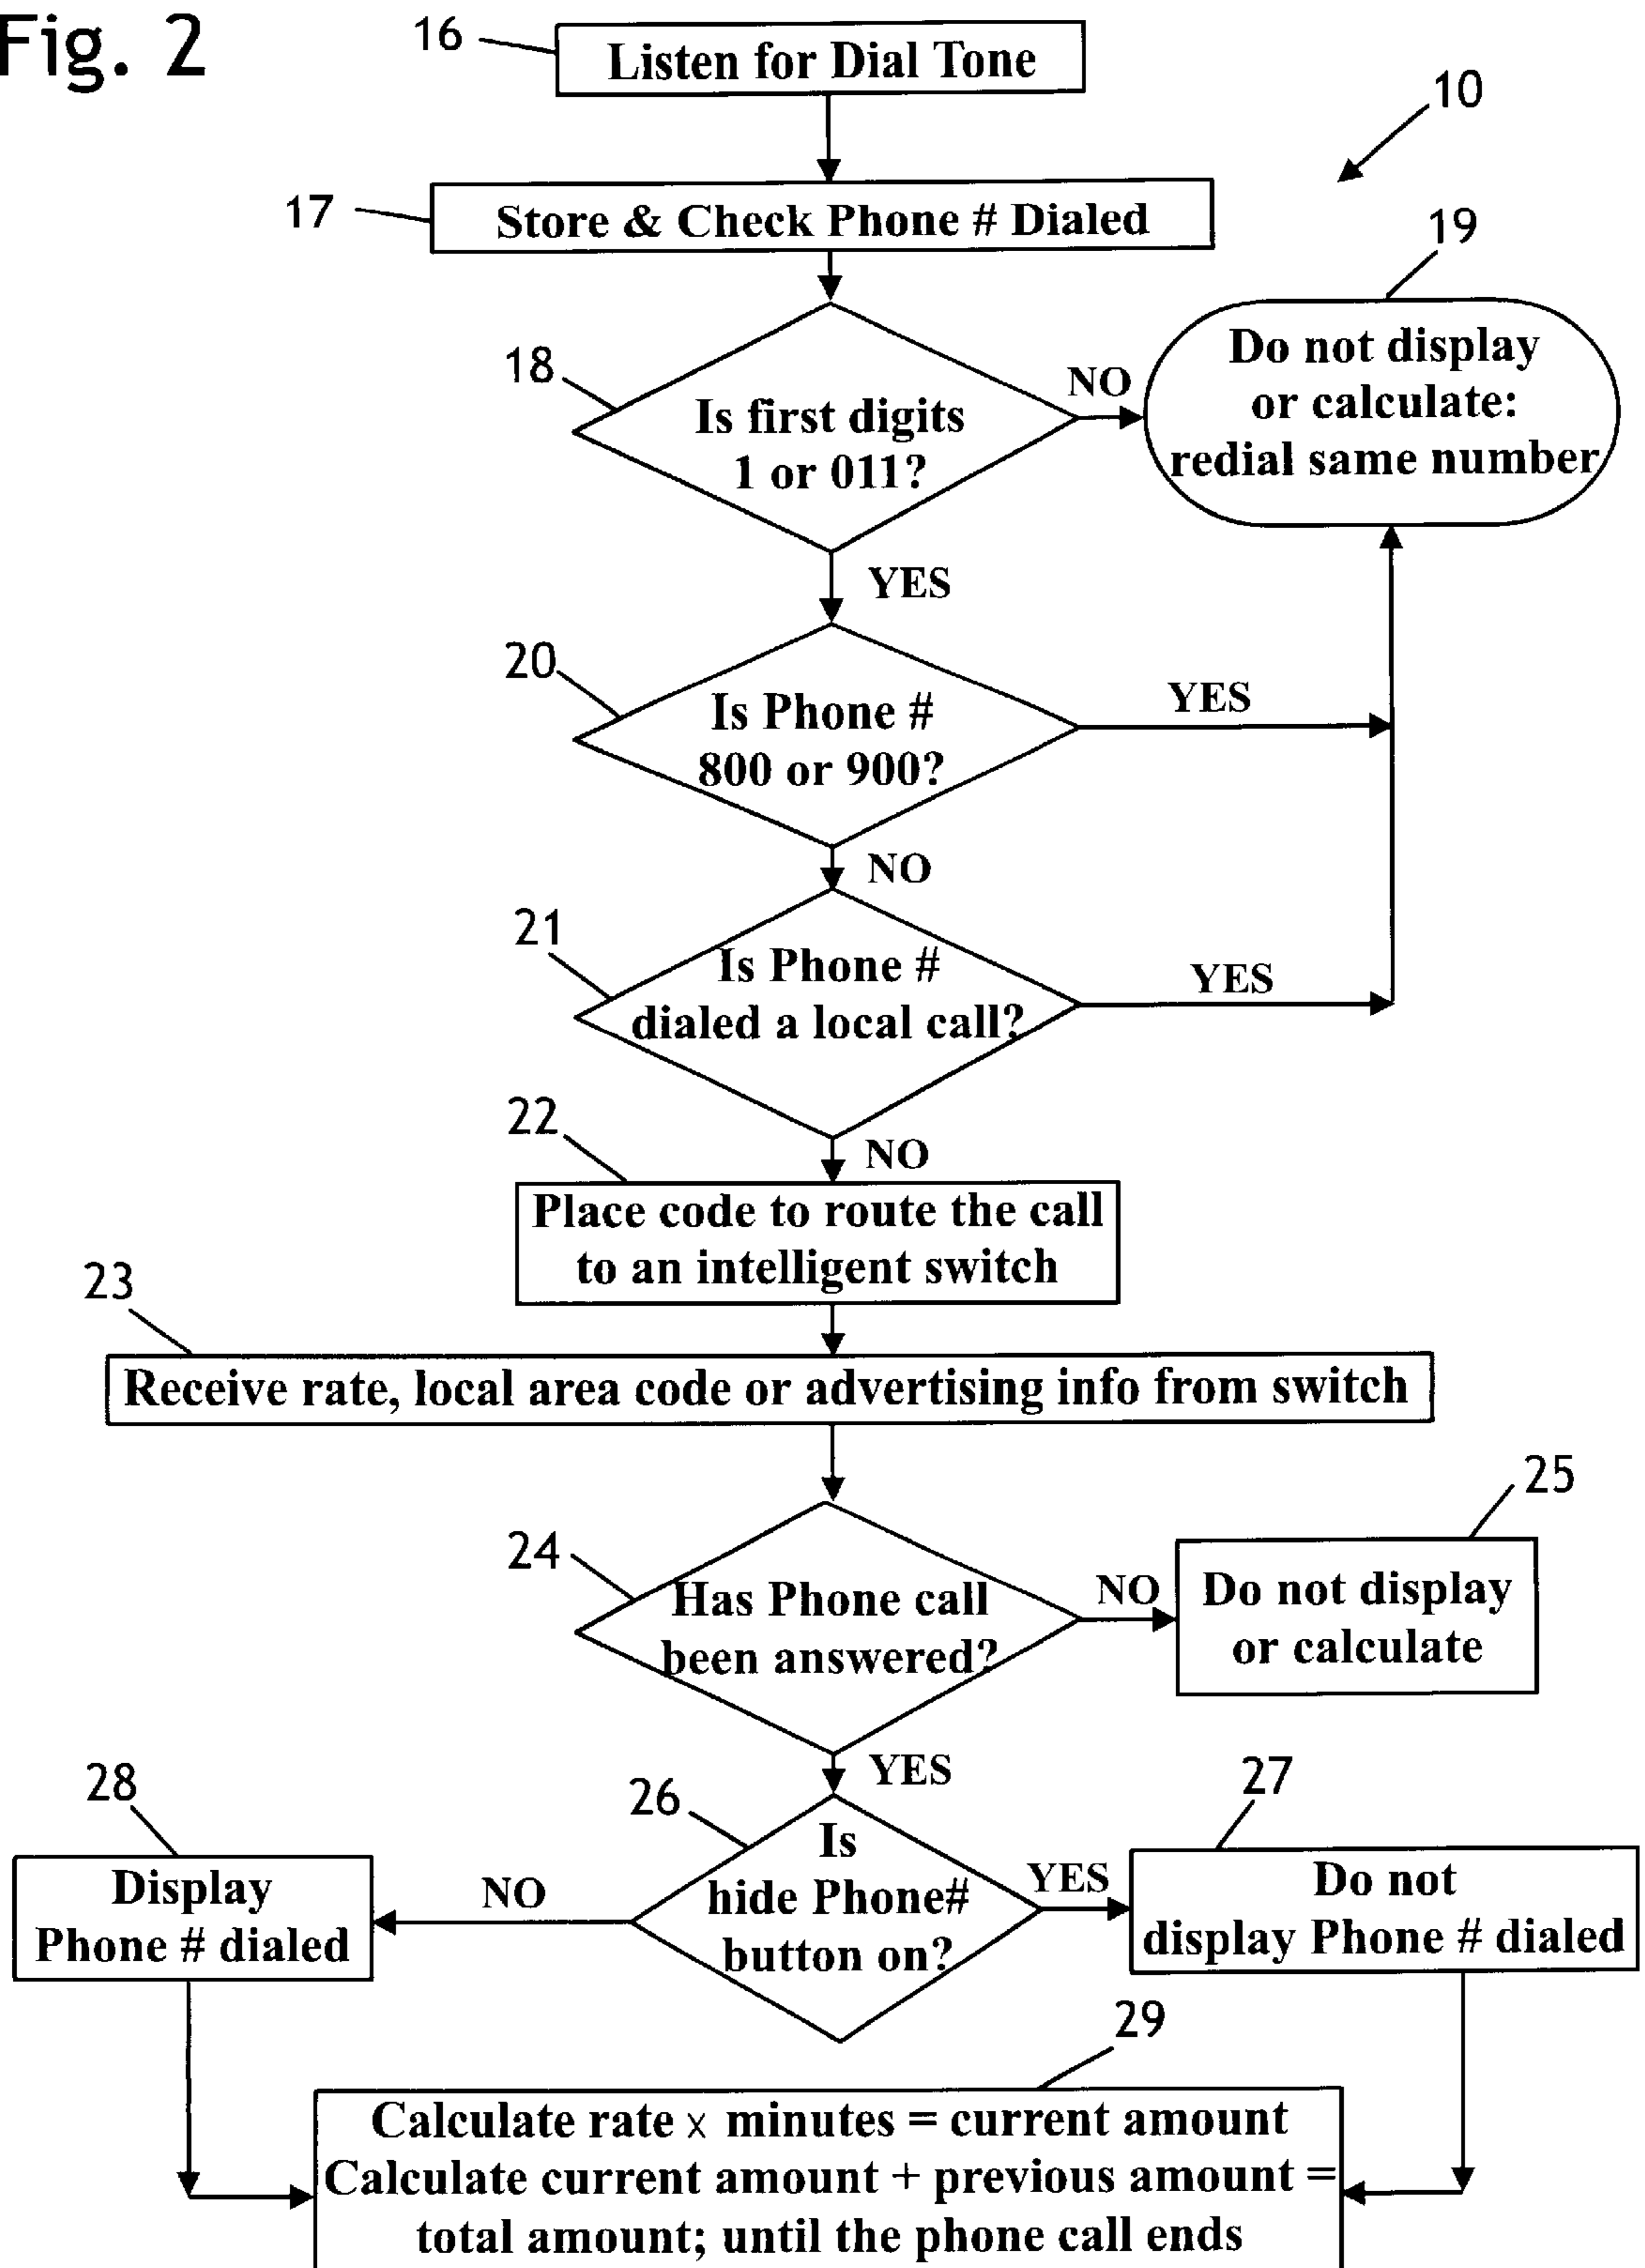 Fig. 2
16
Listen for Dial Tone
10
17
Store & Check Phone # Dialed
19
Do not display
or calculate:
redial same number
18
Is first digits
1 or 011?
NO
YES
20
Is Phone #
800 or 900?
YES
NO
21
Is Phone #
dialed a local call?
YES
NO
22
Place code to route the call
to an intelligent switch
23
Receive rate, local area code or advertising info from switch
24
Has Phone call
been answered?
NO
25
Do not display
or calculate
YES
26
Is
hide Phone#
button on?
NO
28
Display
Phone # dialed
YES
27
Do not
display Phone # dialed
29
Calculate rate x minutes = current amount
Calculate current amount + previous amount =
total amount; until the phone call ends